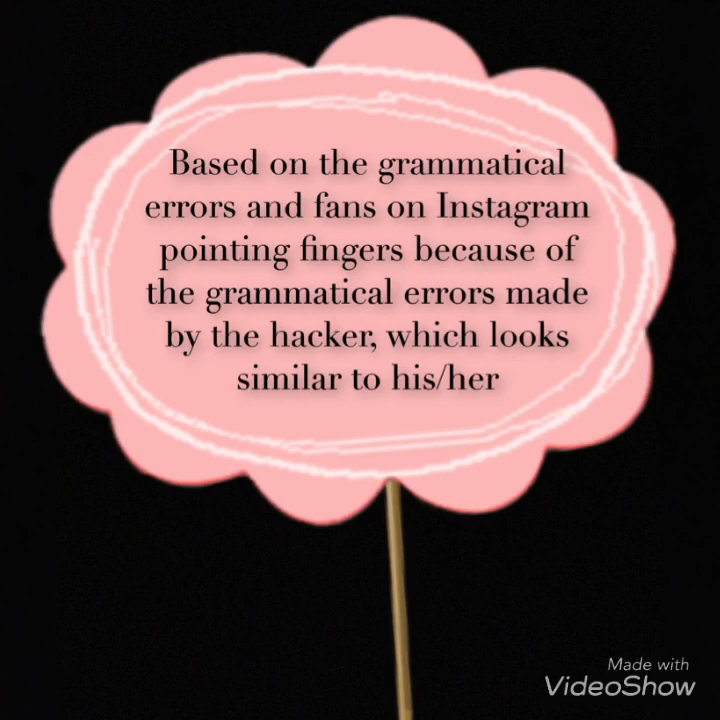 Based on the grammatical
errors and fans on Instagram
pointing fingers because of
the grammatical errors made
by the hacker, which looks
similar to his/her
Made with
VideoShow